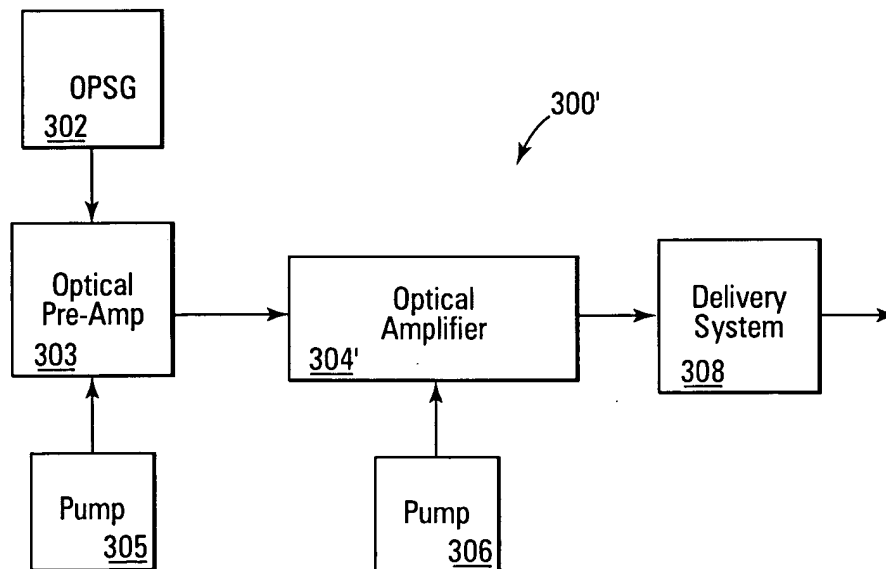 OPSG
302
300'
Optical
Pre-Amp
303
Optical
Amplifier
304'
Delivery
System
308
Pump
305
Pump
306